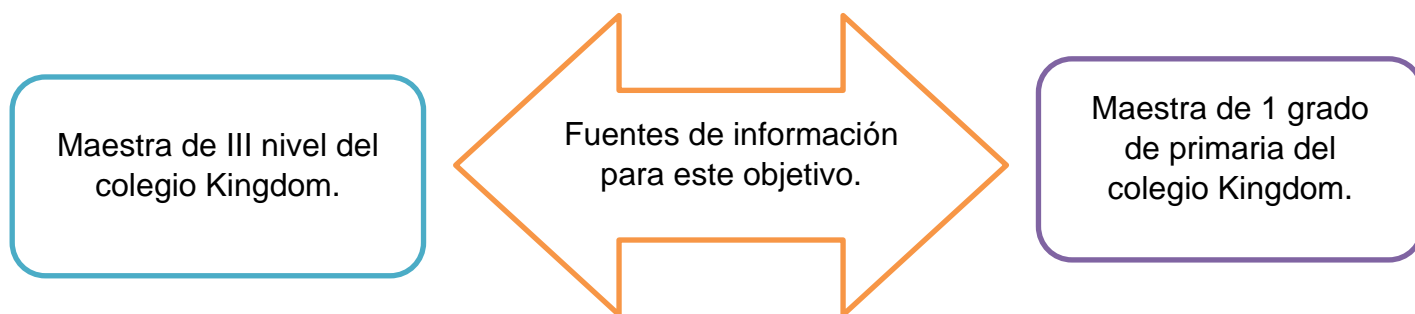 Maestra de III nivel del
colegio Kingdom.
Fuentes de información
para este objetivo.
Maestra de 1 grado
de primaria del
colegio Kingdom.